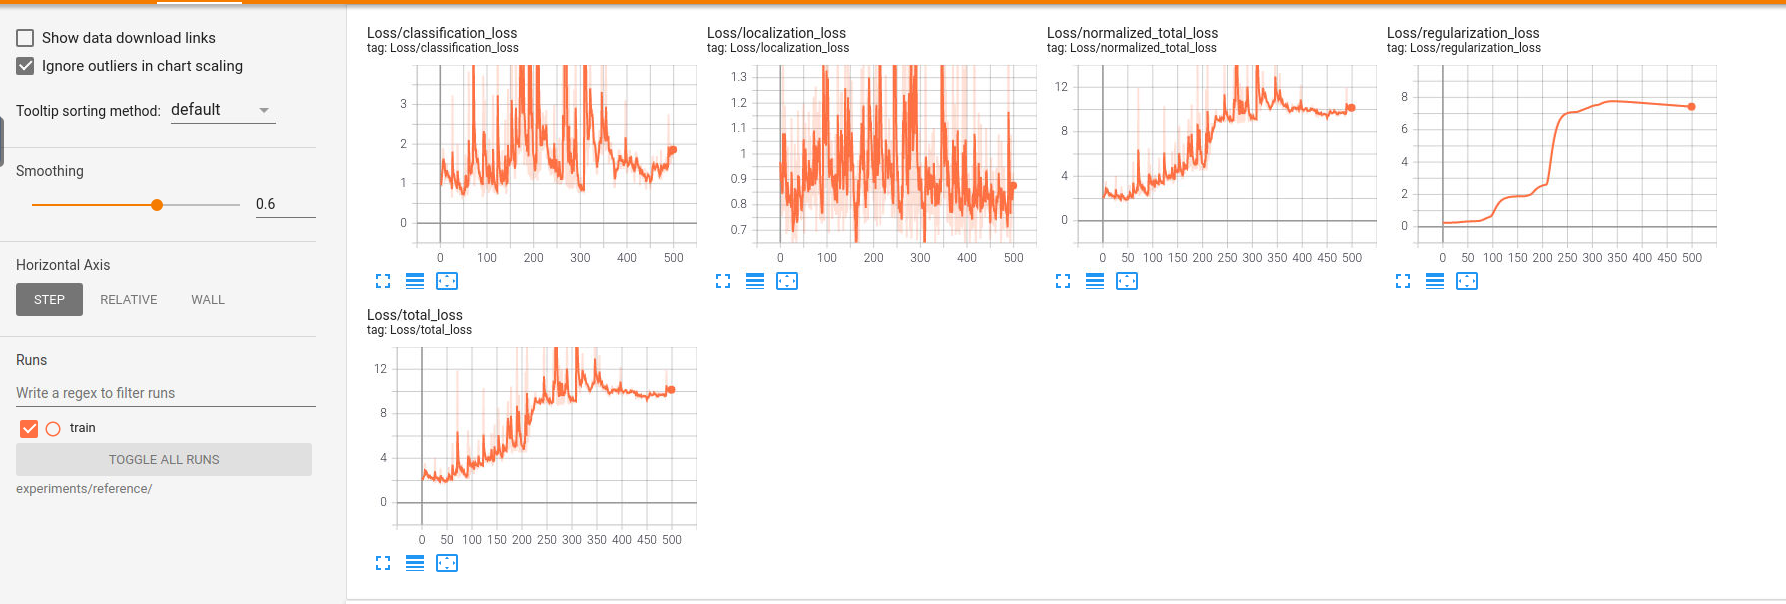 Show data download links
Ignore outliers in chart scaling
Tooltip sorting method: default
Smoothing
0.6
Horizontal Axis
STEP RELATIVE WALL
Runs
Write a regex to filter runs
train
TOGGLE ALL RUNS
experiments/reference/
Loss/classification_loss
tag: Loss/classification_loss
3
2
1
0
0 100 200 300 400 500
Loss/localization_loss
tag: Loss/localization_loss
1.3
1.2
1.1
1
0.9
0.8
0.7
0 100 200 300 400 500
Loss/normalized_total_loss
tag: Loss/normalized_total_loss
12
8
4
0
0 50 100 150 200 250 300 350 400 450 500
Loss/regularization_loss
tag: Loss/regularization_loss
8
6
4
2
0
0 50 100 150 200 250 300 350 400 450 500
Loss/total_loss
tag: Loss/total_loss
12
8
4
0
0 50 100 150 200 250 300 350 400 450 500